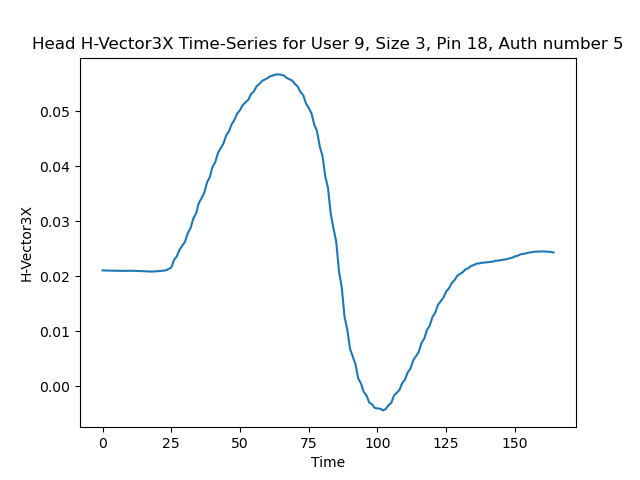 Head H-Vector3X Time-Series for User 9, Size 3, Pin 18, Auth number 5
H-Vector3X
0.05
0.04
0.03
0.02
0.01
0.00
0 25 50 75 100 125 150
Time